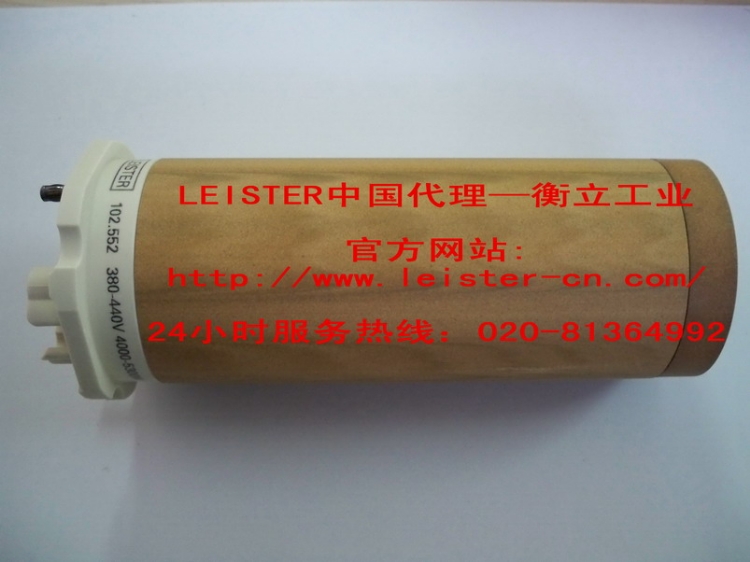 LEISTER中国代理—衡立工业
官方网站:
http://www.leister-cn.com/
24小时服务热线：020-81364992
LEISTER
102.552 380-440V 4000-